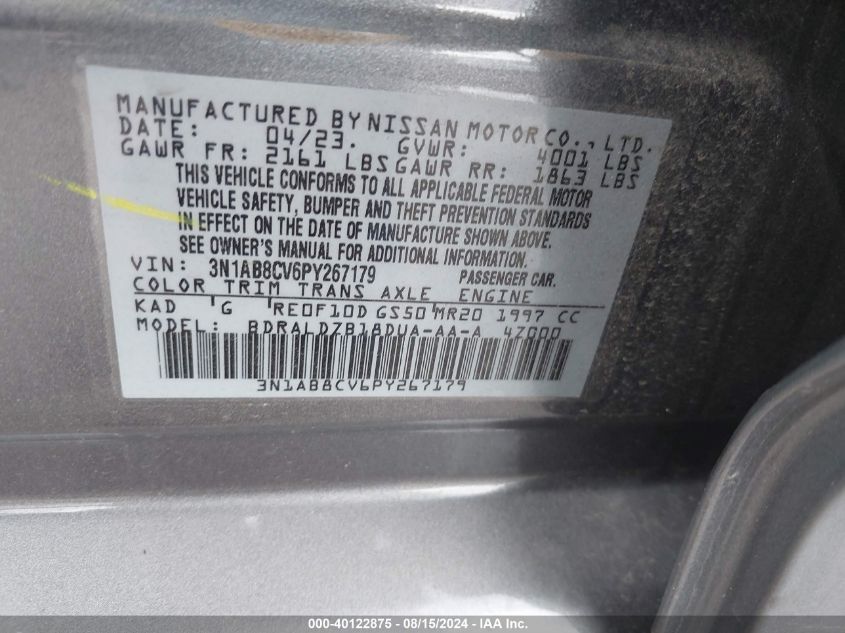 MANUFACTURED BY NISSAN MOTOR CO., LTD.
DATE: 04/23. GVWR: 4001 LBS
GAWR FR: 2161 LBS GAWR RR: 1863 LBS
THIS VEHICLE CONFORMS TO ALL APPLICABLE FEDERAL MOTOR
VEHICLE SAFETY, BUMPER AND THEFT PREVENTION STANDARDS
IN EFFECT ON THE DATE OF MANUFACTURE SHOWN ABOVE.
SEE OWNER'S MANUAL FOR ADDITIONAL INFORMATION.
VIN: 3N1AB8CV6PY267179 PASSENGER CAR.
COLOR TRIM TRANS AXLE ENGINE
KAD G RE0F10D GS50 MR20 1997 CC
MODEL: BDRALDZB18DUA-AA-A 4Z000
3N1AB8CV6PY267179
000-40122875 - 08/15/2024 - IAA Inc.